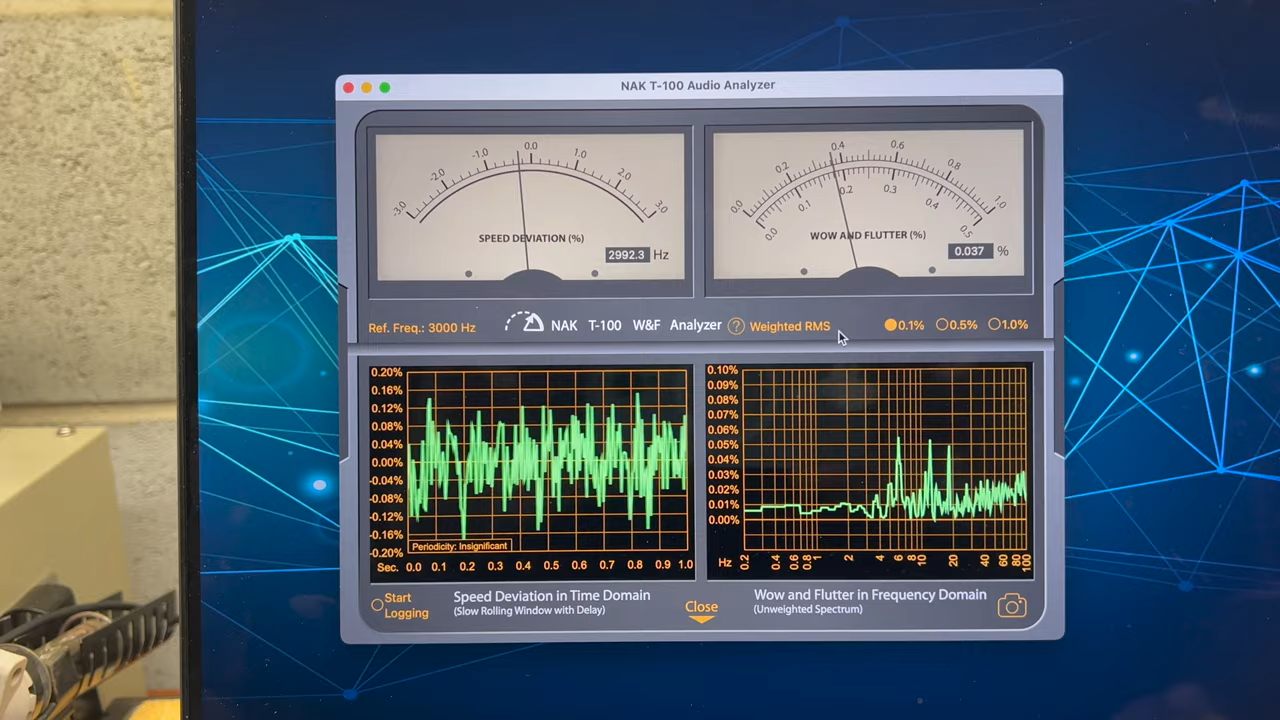 NAK T-100 Audio Analyzer
-3.0 -2.0 -1.0 0.0 1.0 2.0 3.0
SPEED DEVIATION (%)
2992.3 Hz
0.0 0.2 0.4 0.6 0.8 1.0
0.0 0.1 0.2 0.3 0.4 0.5
WOW AND FLUTTER (%)
0.037 %
Ref. Freq.: 3000 Hz
NAK T-100 W&F Analyzer
? Weighted RMS
0.1% 0.5% 1.0%
0.20%
0.16%
0.12%
0.08%
0.04%
0.00%
-0.04%
-0.08%
-0.12%
-0.16%
-0.20%
Periodicity: Insignificant
Sec. 0.0 0.1 0.2 0.3 0.4 0.5 0.6 0.7 0.8 0.9 1.0
0.10%
0.09%
0.08%
0.07%
0.06%
0.05%
0.04%
0.03%
0.02%
0.01%
0.00%
Hz 0.2 0.4 0.6 0.8 1 2 4 6 8 10 20 40 60 80 100
Start
Logging
Speed Deviation in Time Domain
(Slow Rolling Window with Delay)
Close
Wow and Flutter in Frequency Domain
(Unweighted Spectrum)